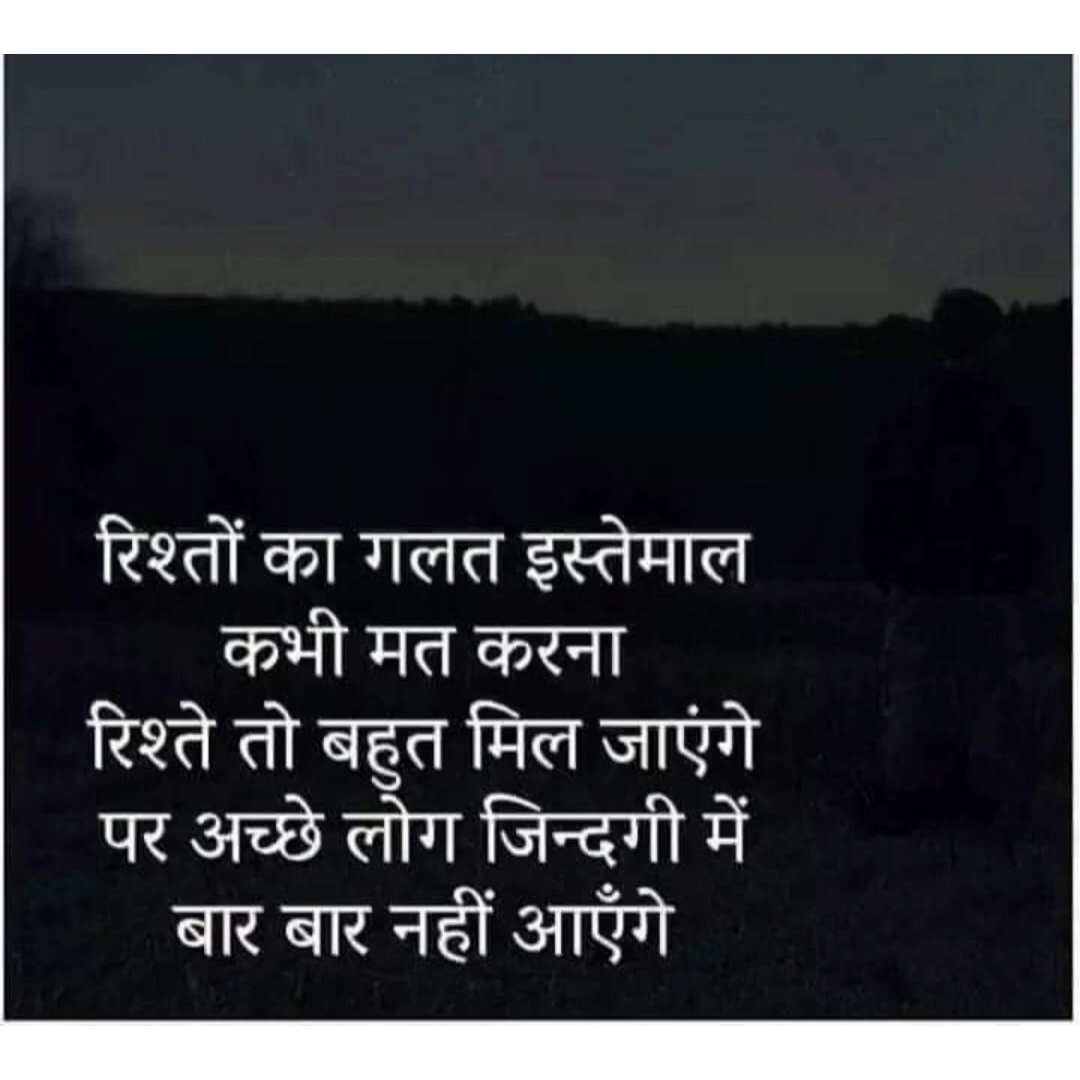 रिश्तों का गलत इस्तेमाल
कभी मत करना
रिश्ते तो बहुत मिल जाएंगे
पर अच्छे लोग जिन्दगी में
बार बार नहीं आएँगे